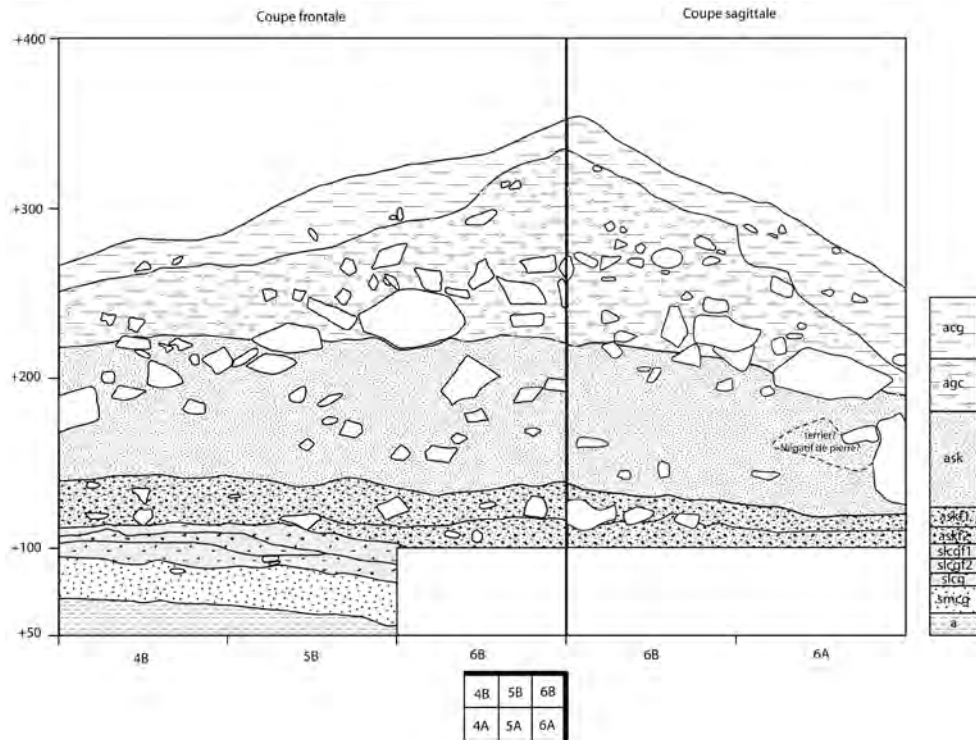 Coupe frontale
Coupe sagittale
+400
+300
+200
+100
+50
terrier?
Négatif de pierre?
acg
agc
ask
askf1
askf2
slcgf1
slcgf2
slcg
smcg
a
4B
5B
6B
6B
6A
4B 5B 6B
4A 5A 6A